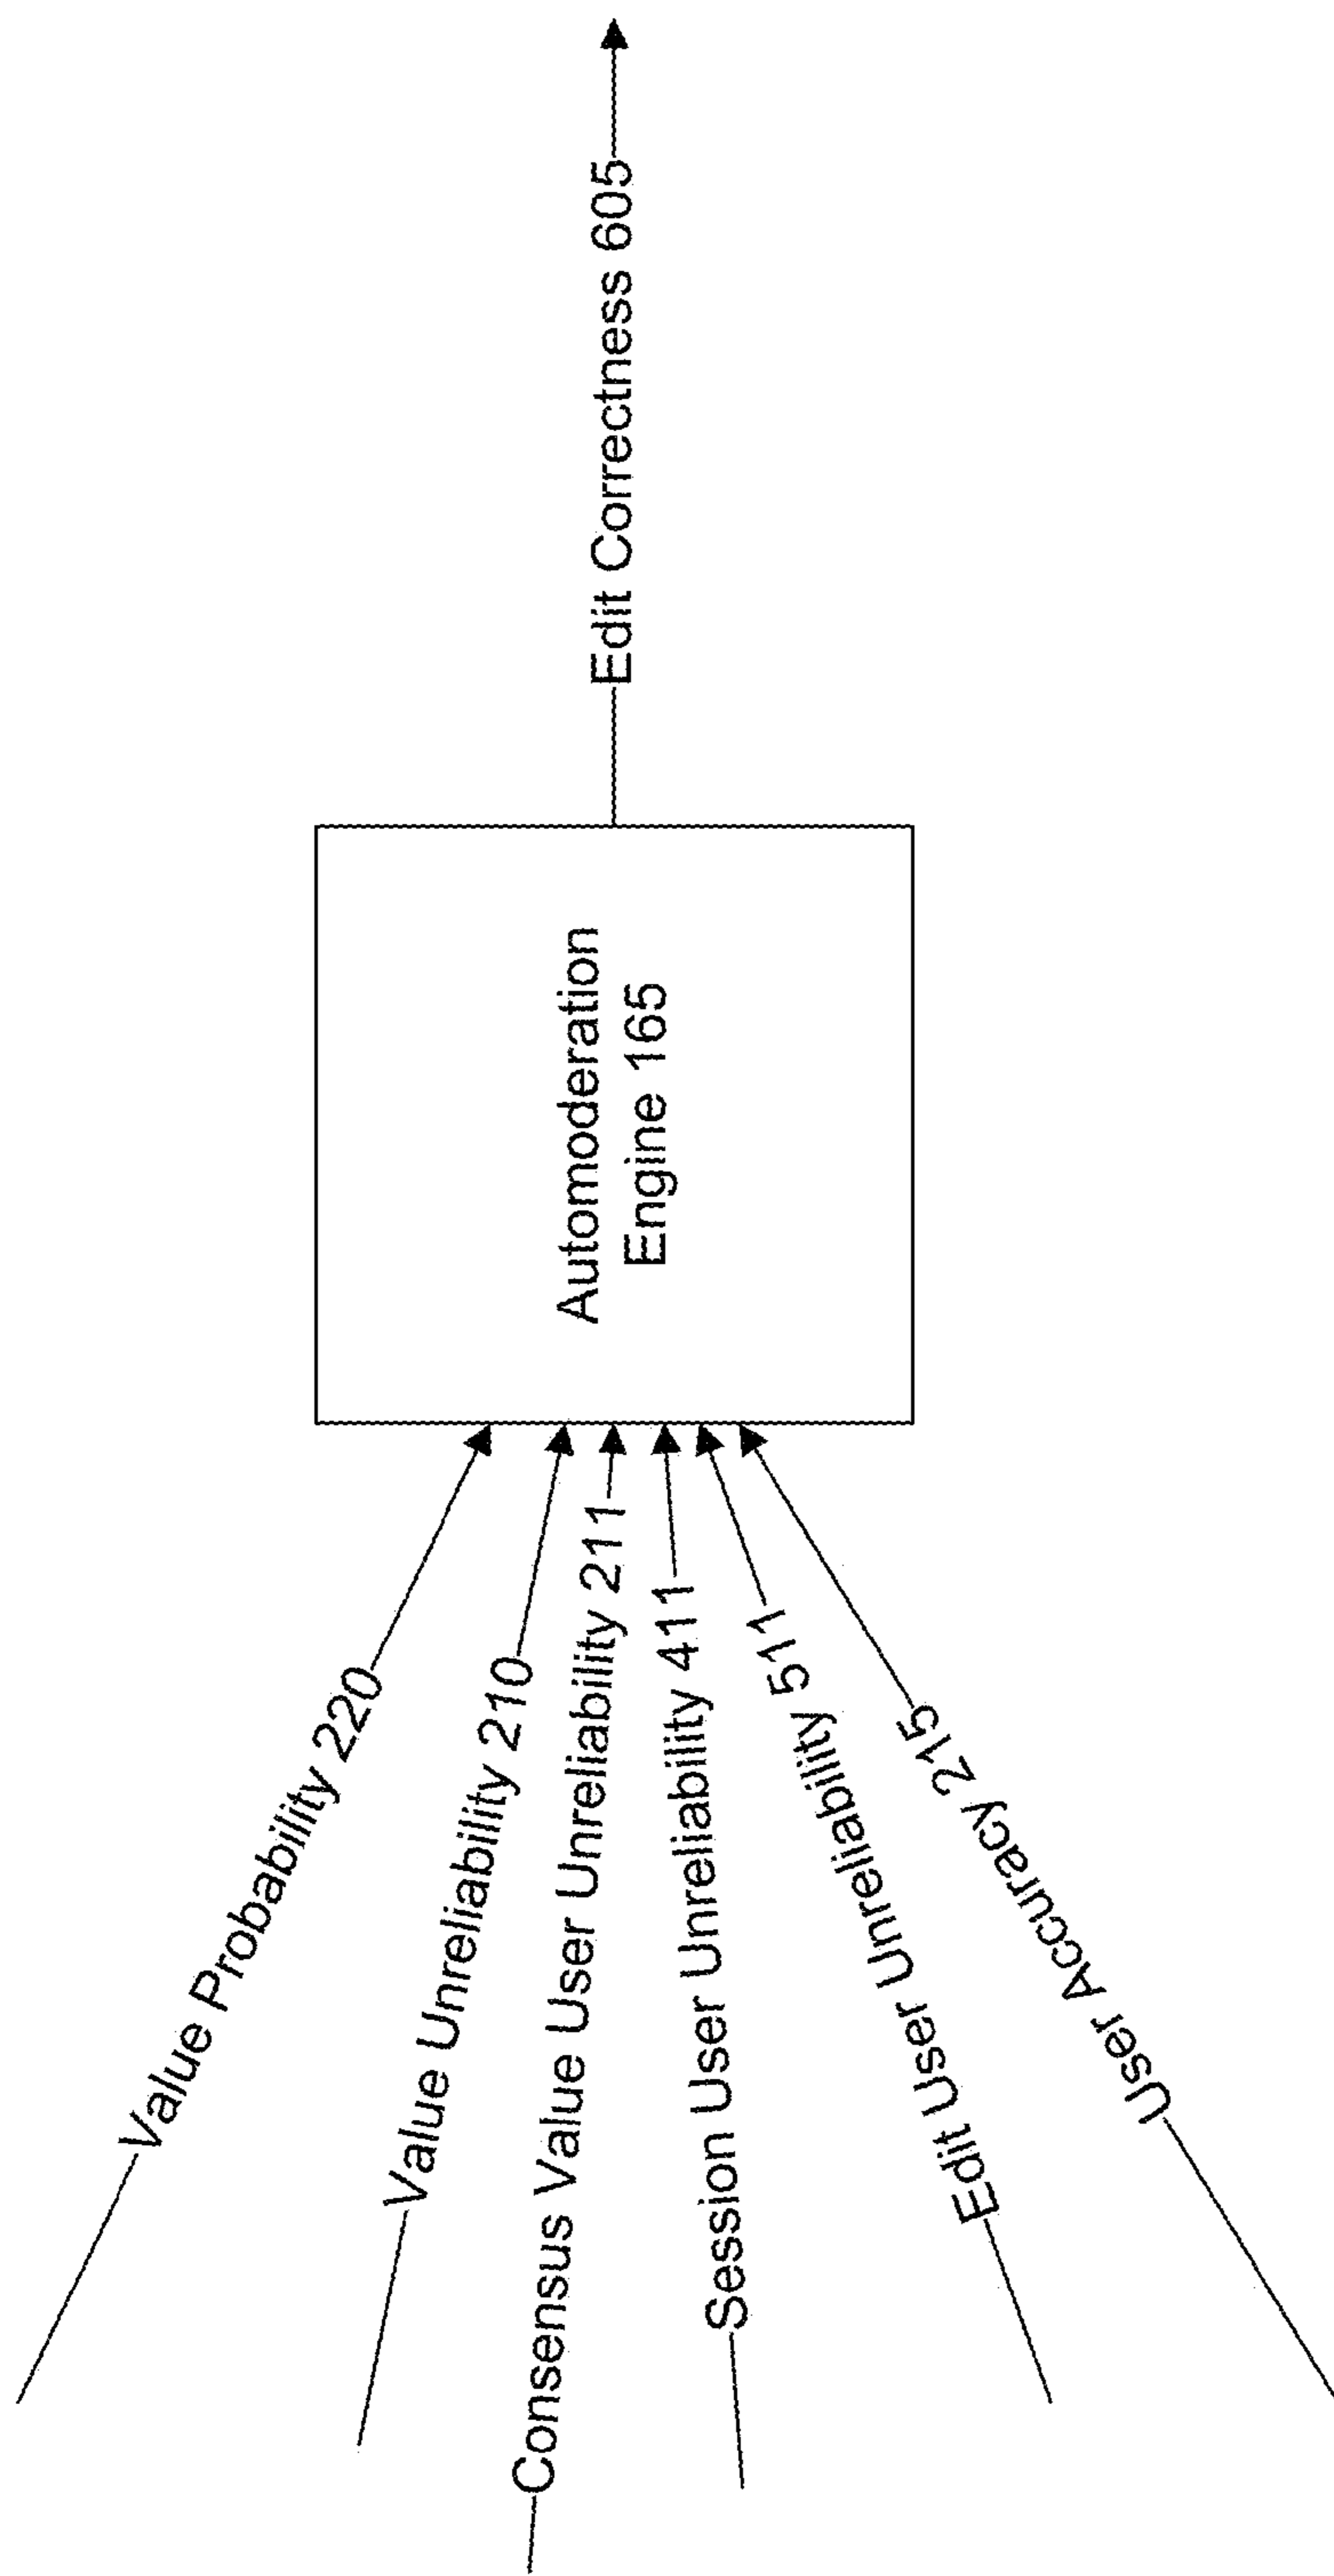 Value Probability 220
Value Unreliability 210
Consensus Value User Unreliability 211
Session User Unreliability 411
Edit User Unreliability 511
User Accuracy 215
Automoderation
Engine 165
Edit Correctness 605